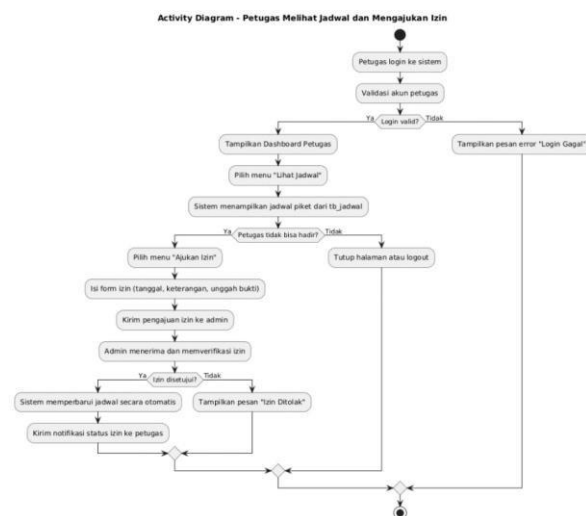 Activity Diagram - Petugas Melihat Jadwal dan Mengajukan Izin
Petugas login ke sistem
Validasi akun petugas
Ya
Login valid?
Tidak
Tampilkan Dashboard Petugas
Tampilkan pesan error "Login Gagal"
Pilih menu "Lihat Jadwal"
Sistem menampilkan jadwal piket dari tb_jadwal
Ya
Petugas tidak bisa hadir?
Tidak
Pilih menu "Ajukan Izin"
Tutup halaman atau logout
Isi form izin (tanggal, keterangan, unggah bukti)
Kirim pengajuan izin ke admin
Admin menerima dan memverifikasi izin
Ya
Izin disetujui?
Tidak
Sistem memperbarui jadwal secara otomatis
Tampilkan pesan "Izin Ditolak"
Kirim notifikasi status izin ke petugas